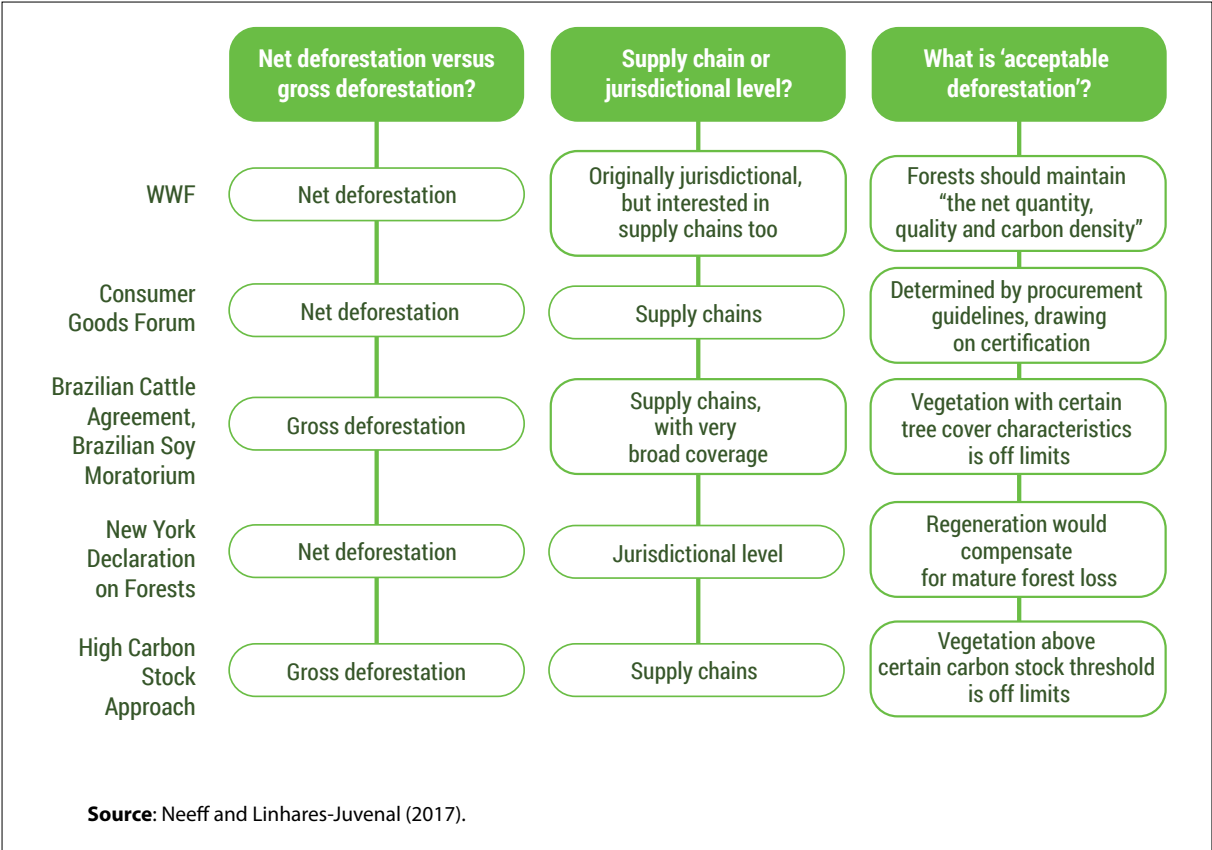 Net deforestation versus
gross deforestation?
Supply chain or
jurisdictional level?
What is ‘acceptable
deforestation’?
WWF
Net deforestation
Originally jurisdictional,
but interested in
supply chains too
Forests should maintain
“the net quantity,
quality and carbon density”
Consumer
Goods Forum
Net deforestation
Supply chains
Determined by procurement
guidelines, drawing
on certification
Brazilian Cattle
Agreement,
Brazilian Soy
Moratorium
Gross deforestation
Supply chains,
with very
broad coverage
Vegetation with certain
tree cover characteristics
is off limits
New York
Declaration
on Forests
Net deforestation
Jurisdictional level
Regeneration would
compensate
for mature forest loss
High Carbon
Stock
Approach
Gross deforestation
Supply chains
Vegetation above
certain carbon stock threshold
is off limits
Source: Neeff and Linhares-Juvenal (2017).